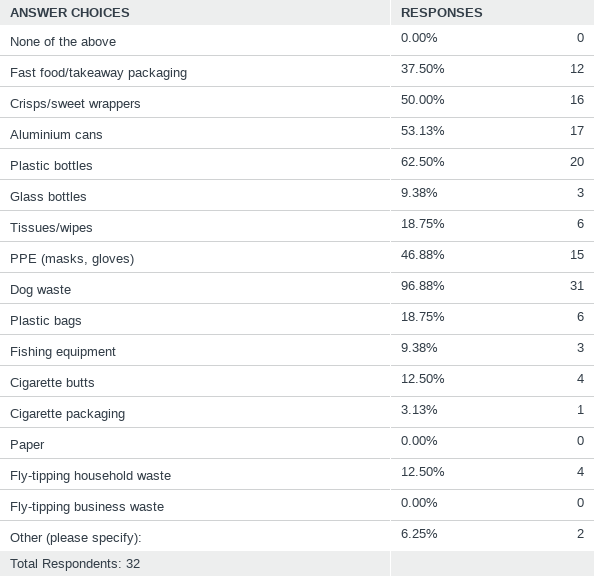 ANSWER CHOICES RESPONSES
None of the above 0.00% 0
Fast food/takeaway packaging 37.50% 12
Crisps/sweet wrappers 50.00% 16
Aluminium cans 53.13% 17
Plastic bottles 62.50% 20
Glass bottles 9.38% 3
Tissues/wipes 18.75% 6
PPE (masks, gloves) 46.88% 15
Dog waste 96.88% 31
Plastic bags 18.75% 6
Fishing equipment 9.38% 3
Cigarette butts 12.50% 4
Cigarette packaging 3.13% 1
Paper 0.00% 0
Fly-tipping household waste 12.50% 4
Fly-tipping business waste 0.00% 0
Other (please specify): 6.25% 2
Total Respondents: 32